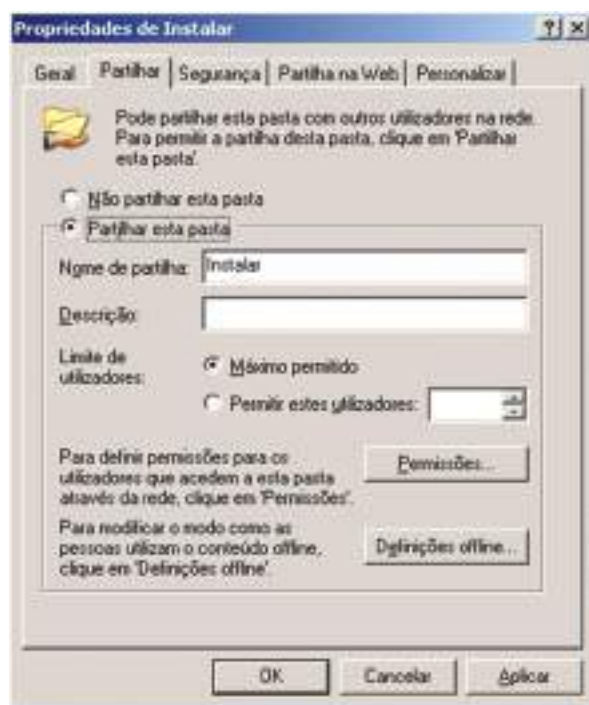 Propriedades de Instalar
Geral Partilhar Segurança Partilha na Web Personalizar
Pode partilhar esta pasta com outros utilizadores na rede.
Para permitir a partilha desta pasta, clique em 'Partilhar
esta pasta'.
Não partilhar esta pasta
Partilhar esta pasta
Nome de partilha: Instalar
Descrição:
Limite de
utilizadores:
Máximo permitido
Permitir estes utilizadores:
Para definir permissões para os
utilizadores que acedem a esta pasta
através da rede, clique em 'Permissões'.
Permissões...
Para modificar o modo como as
pessoas utilizam o conteúdo offline,
clique em 'Definições offline'.
Definições offline...
OK Cancelar Aplicar